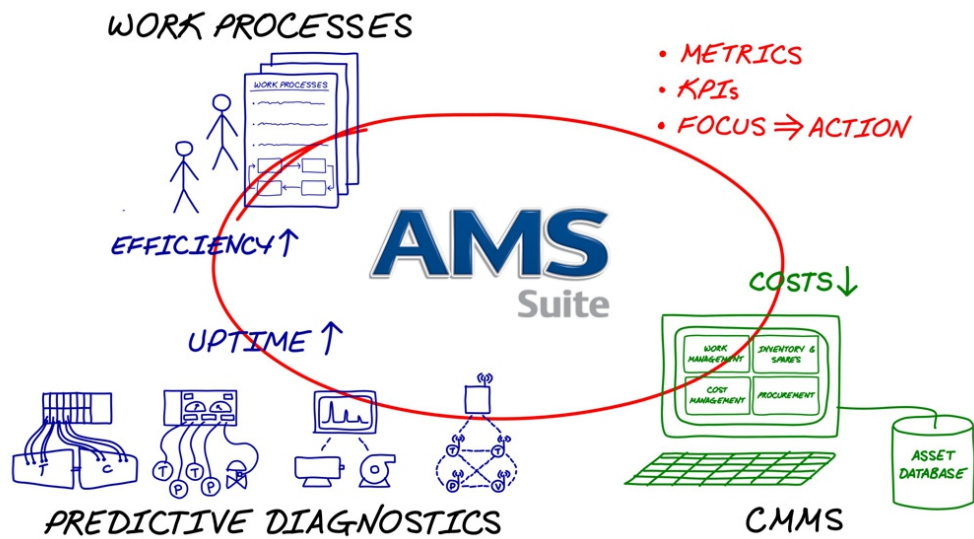 WORK PROCESSES
WORK PROCESSES
• METRICS
• KPIs
• FOCUS ⇒ ACTION
EFFICIENCY ↑
AMS
Suite
COSTS ↓
UPTIME ↑
WORK MANAGEMENT
INVENTORY & SPARES
COST MANAGEMENT
PROCUREMENT
T
C
T
P
T
P
T
T
P
V
ASSET
DATABASE
PREDICTIVE DIAGNOSTICS
CMMS